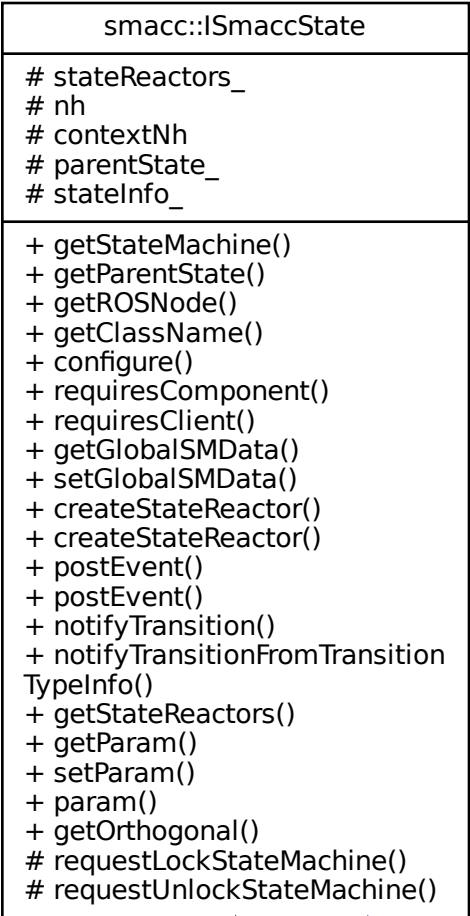 smacc::ISmaccState
# stateReactors_
# nh
# contextNh
# parentState_
# stateInfo_
+ getStateMachine()
+ getParentState()
+ getROSNode()
+ getClassName()
+ configure()
+ requiresComponent()
+ requiresClient()
+ getGlobalSMData()
+ setGlobalSMData()
+ createStateReactor()
+ createStateReactor()
+ postEvent()
+ postEvent()
+ notifyTransition()
+ notifyTransitionFromTransition
TypeInfo()
+ getStateReactors()
+ getParam()
+ setParam()
+ param()
+ getOrthogonal()
# requestLockStateMachine()
# requestUnlockStateMachine()